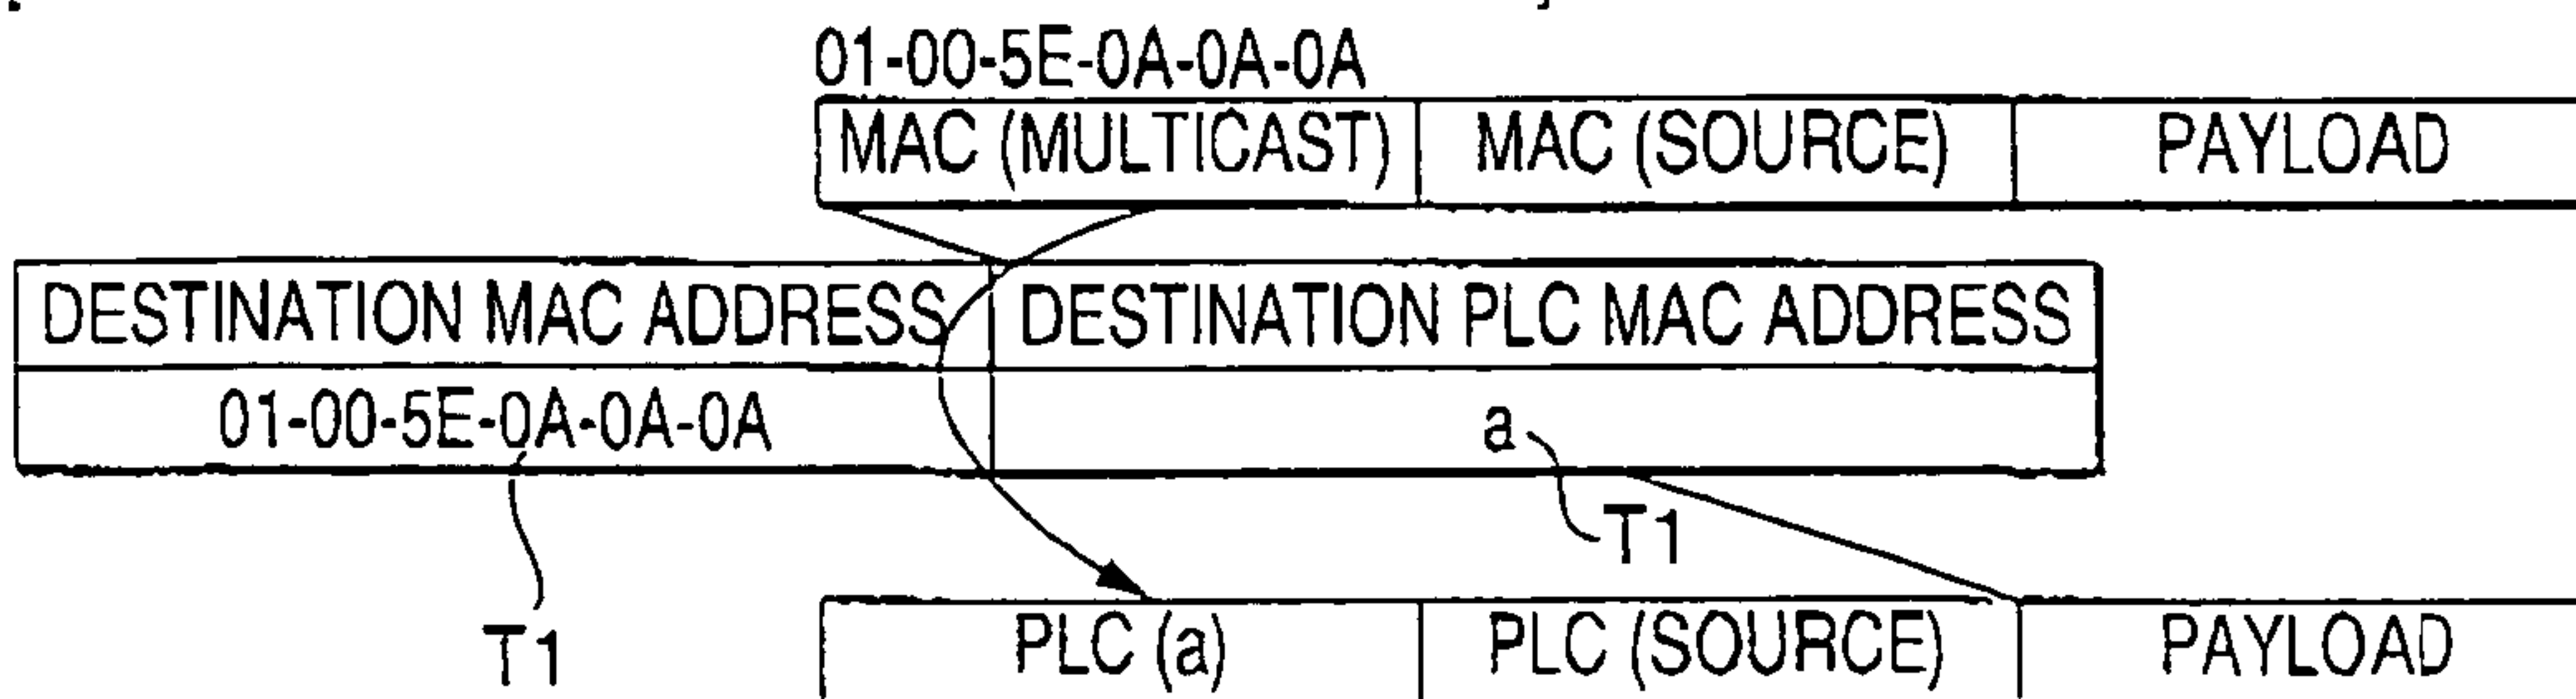 01-00-5E-0A-0A-0A
MAC (MULTICAST) MAC (SOURCE) PAYLOAD
DESTINATION MAC ADDRESS DESTINATION PLC MAC ADDRESS
01-00-5E-0A-0A-0A a
T1
T1
PLC (a) PLC (SOURCE) PAYLOAD